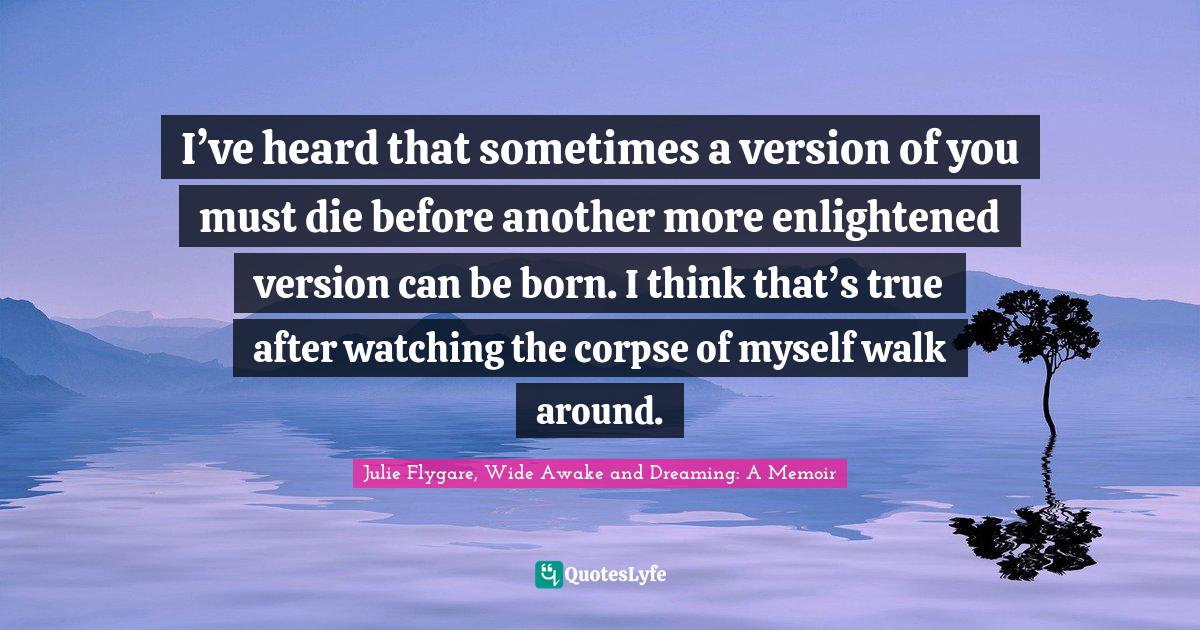 I’ve heard that sometimes a version of you
must die before another more enlightened
version can be born. I think that’s true
after watching the corpse of myself walk
around.
Julie Flygare, Wide Awake and Dreaming: A Memoir
QuotesLyfe